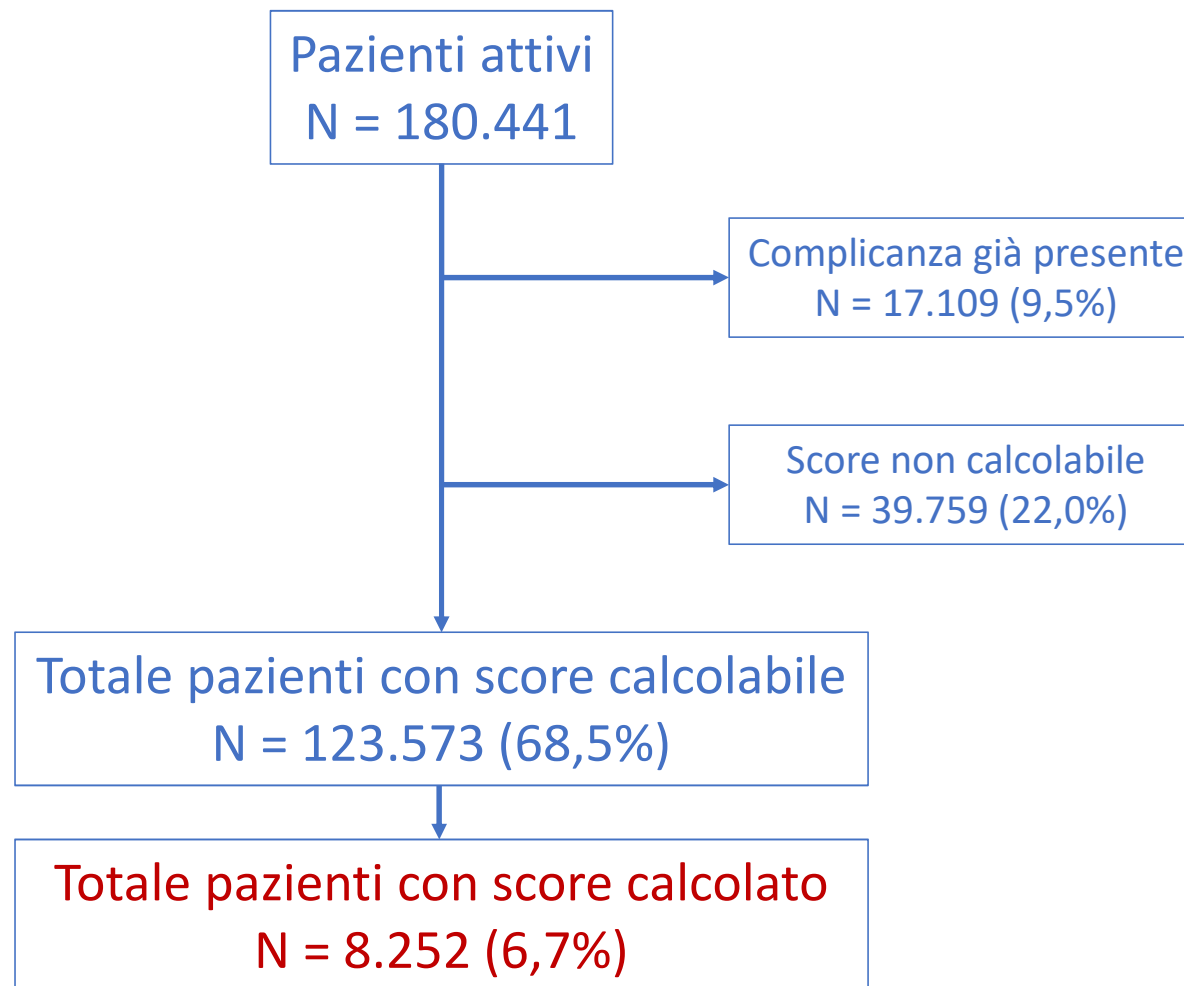 Pazienti attivi
N = 180.441
Complicanza già presente
N = 17.109 (9,5%)
Score non calcolabile
N = 39.759 (22,0%)
Totale pazienti con score calcolabile
N = 123.573 (68,5%)
Totale pazienti con score calcolato
N = 8.252 (6,7%)